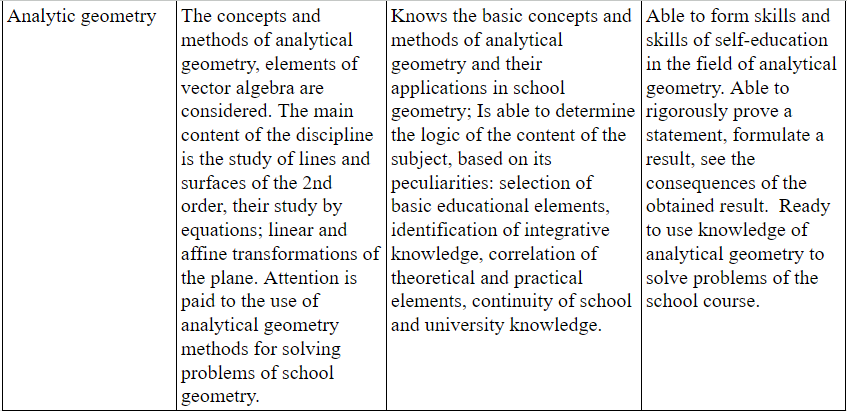 Analytic geometry
The concepts and
methods of analytical
geometry, elements of
vector algebra are
considered. The main
content of the discipline
is the study of lines and
surfaces of the 2nd
order, their study by
equations; linear and
affine transformations of
the plane. Attention is
paid to the use of
analytical geometry
methods for solving
problems of school
geometry.
Knows the basic concepts and
methods of analytical
geometry and their
applications in school
geometry; Is able to determine
the logic of the content of the
subject, based on its
peculiarities: selection of
basic educational elements,
identification of integrative
knowledge, correlation of
theoretical and practical
elements, continuity of school
and university knowledge.
Able to form skills and
skills of self-education
in the field of analytical
geometry. Able to
rigorously prove a
statement, formulate a
result, see the
consequences of the
obtained result.  Ready
to use knowledge of
analytical geometry to
solve problems of the
school course.